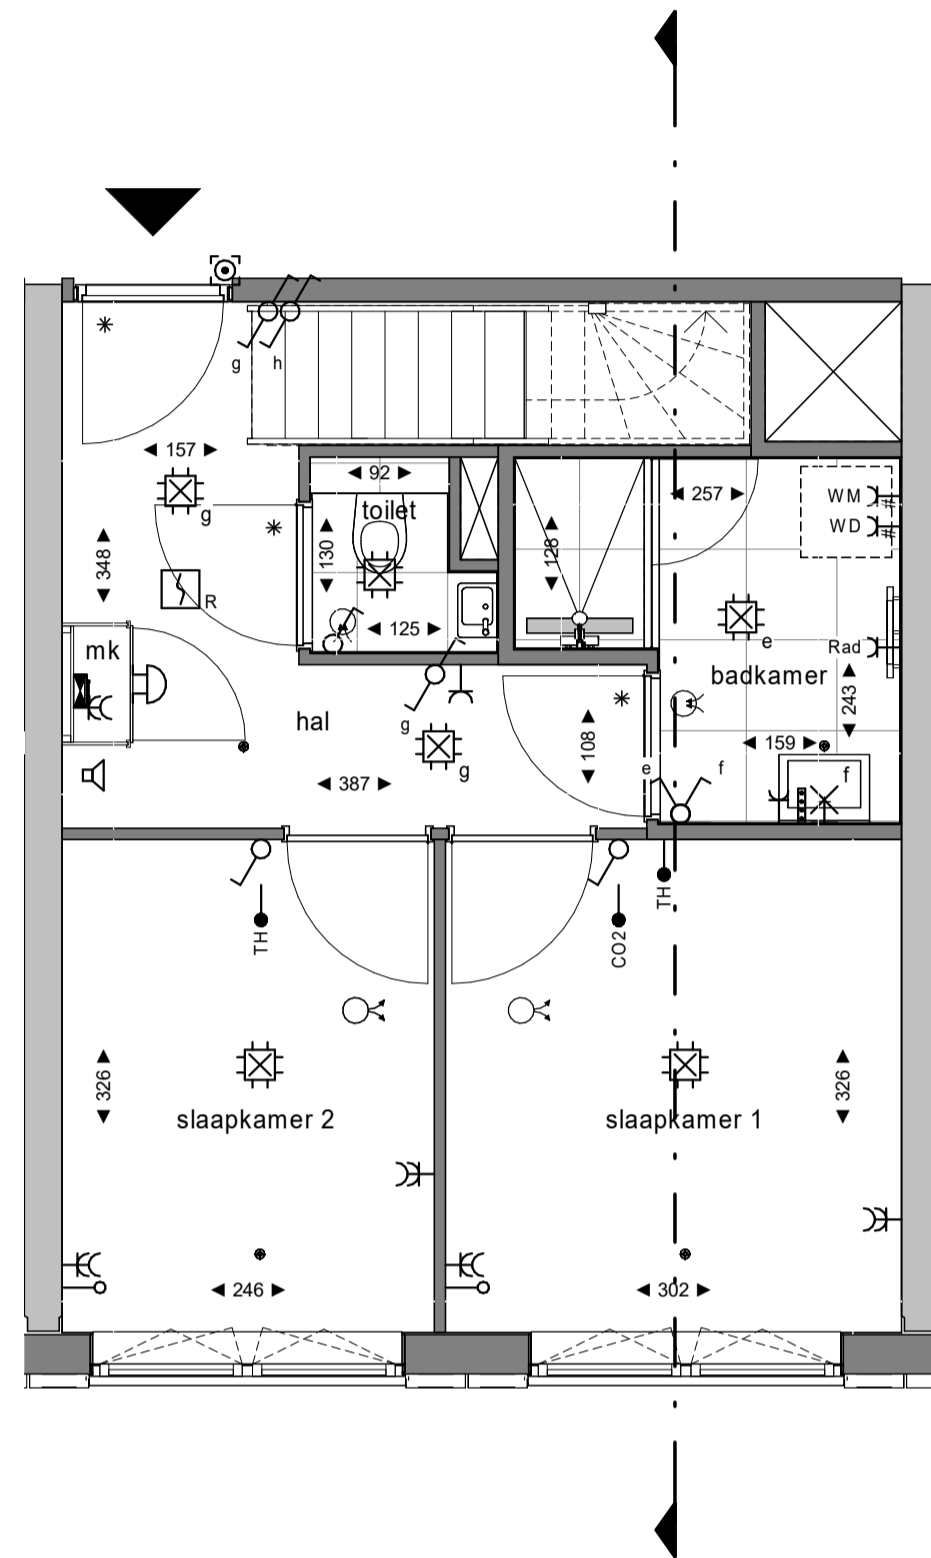 g h
157
92
257
toilet
WM
WD
g
348
130
128
R
125
e
mk
badkamer
Rad
243
hal
g
159
108
g
387
e f
f
TH
CO2
TH
326
326
slaapkamer 2
slaapkamer 1
246
302